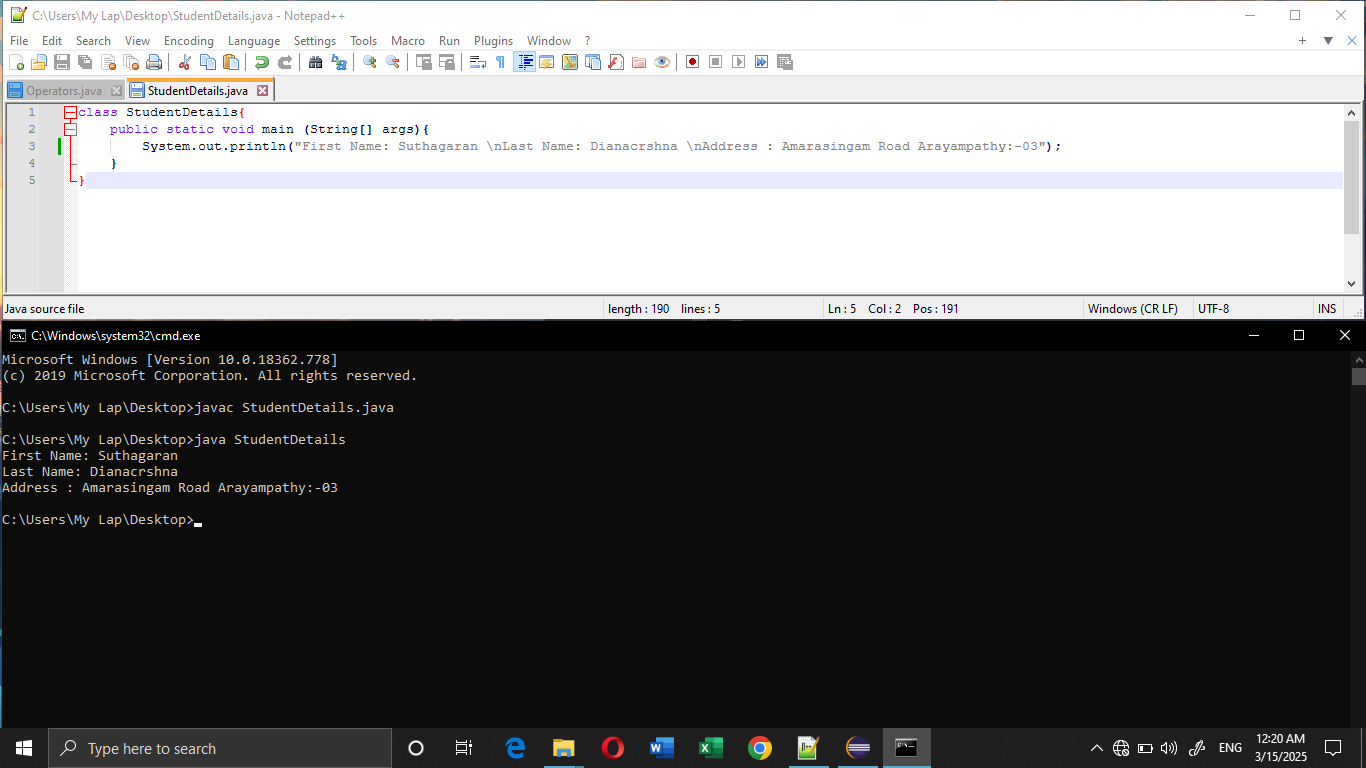 C:\Users\My Lap\Desktop\StudentDetails.java - Notepad++
File Edit Search View Encoding Language Settings Tools Macro Run Plugins Window ?
Operators.java StudentDetails.java
1 class StudentDetails{
2 public static void main (String[] args){
3 System.out.println("First Name: Suthagaran \nLast Name: Dianacrshna \nAddress : Amarasingam Road Arayampathy:-03");
4 }
5 }
Java source file length : 190 lines : 5 Ln : 5 Col : 2 Pos : 191 Windows (CR LF) UTF-8 INS
C:\Windows\system32\cmd.exe
Microsoft Windows [Version 10.0.18362.778]
(c) 2019 Microsoft Corporation. All rights reserved.
C:\Users\My Lap\Desktop>javac StudentDetails.java
C:\Users\My Lap\Desktop>java StudentDetails
First Name: Suthagaran
Last Name: Dianacrshna
Address : Amarasingam Road Arayampathy:-03
C:\Users\My Lap\Desktop>
Type here to search
ENG
12:20 AM
3/15/2025